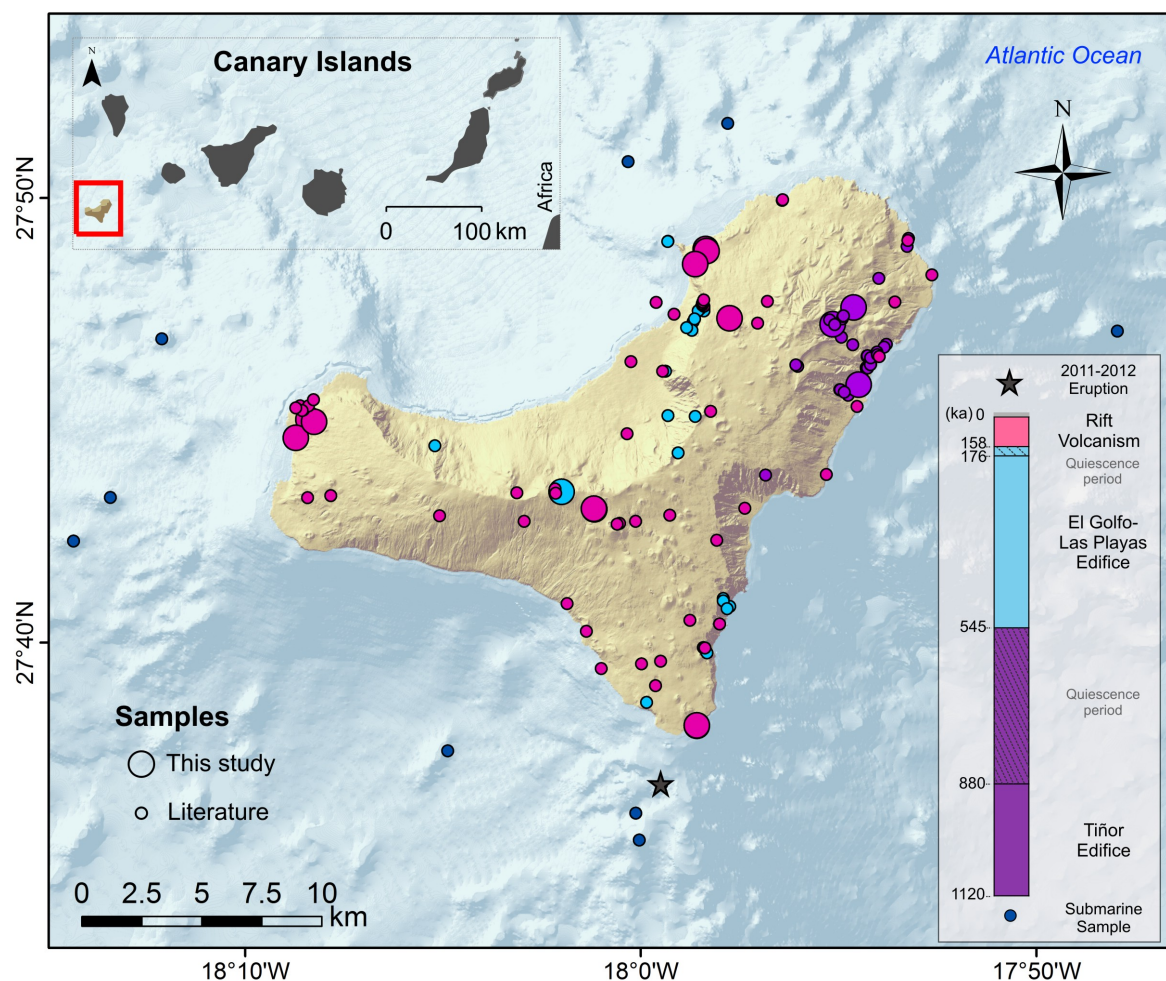 N
Canary Islands
Africa
0
100 km
Atlantic Ocean
N
27°50'N
27°40'N
Samples
This study
Literature
0
2.5
5
7.5
10
km
2011-2012
Eruption
(ka) 0
Rift
Volcanism
158
176
Quiescence
period
El Golfo-
Las Playas
Edifice
545
Quiescence
period
880
Tiñor
Edifice
1120
Submarine
Sample
18°10'W
18°0'W
17°50'W